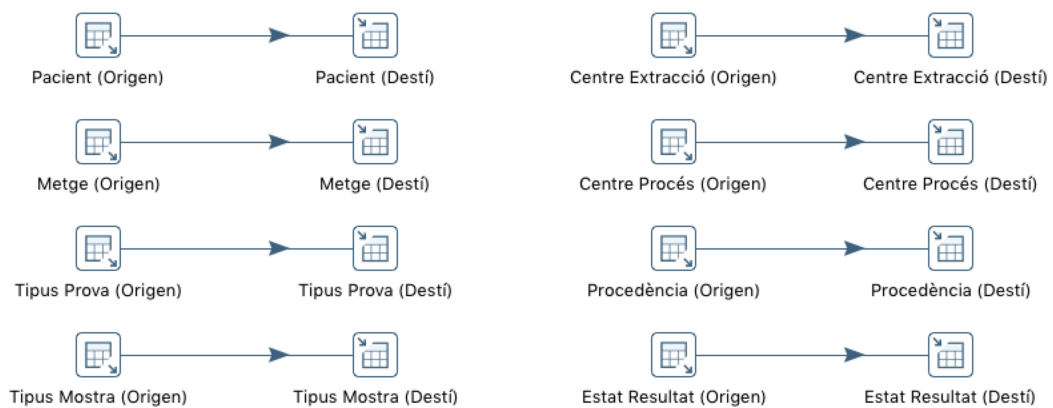 Pacient (Origen)
Pacient (Destí)
Centre Extracció (Origen)
Centre Extracció (Destí)
Metge (Origen)
Metge (Destí)
Centre Procés (Origen)
Centre Procés (Destí)
Tipus Prova (Origen)
Tipus Prova (Destí)
Procedència (Origen)
Procedència (Destí)
Tipus Mostra (Origen)
Tipus Mostra (Destí)
Estat Resultat (Origen)
Estat Resultat (Destí)